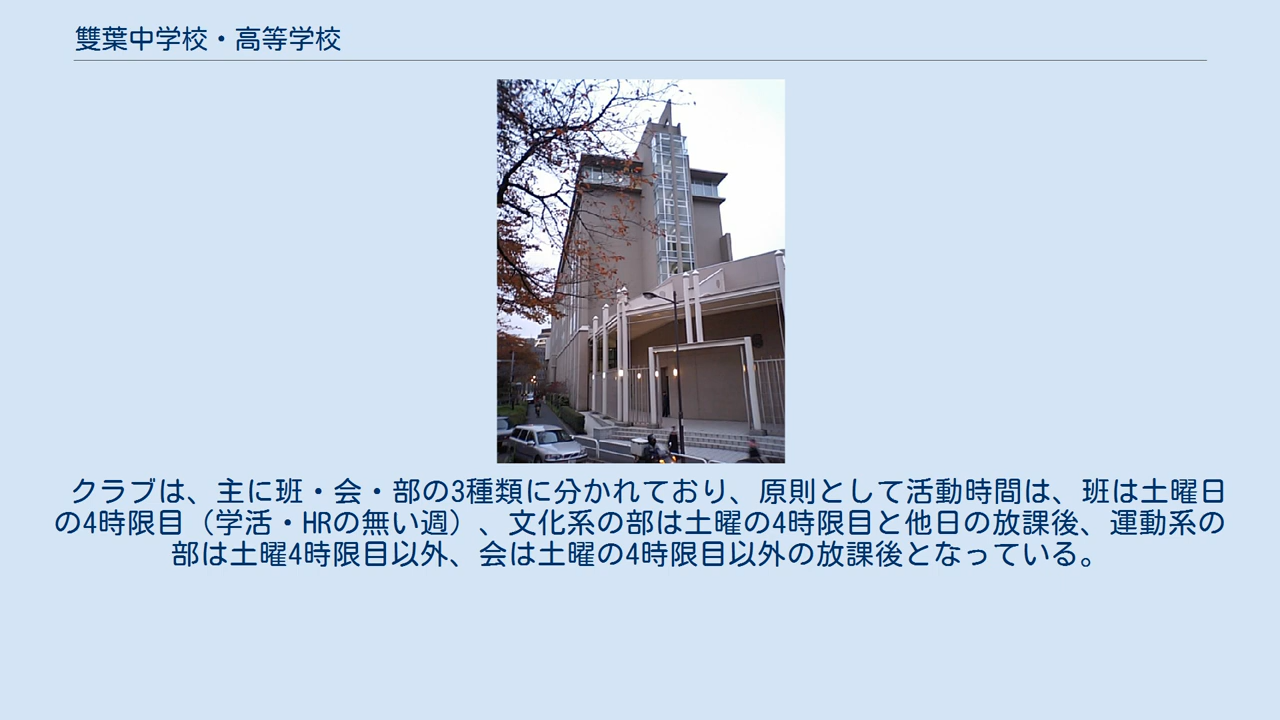 雙葉中学校・高等学校
クラブは、主に班・会・部の3種類に分かれており、原則として活動時間は、班は土曜日
の4時限目（学活・HRの無い週）、文化系の部は土曜の4時限目と他日の放課後、運動系の
部は土曜4時限目以外、会は土曜の4時限目以外の放課後となっている。